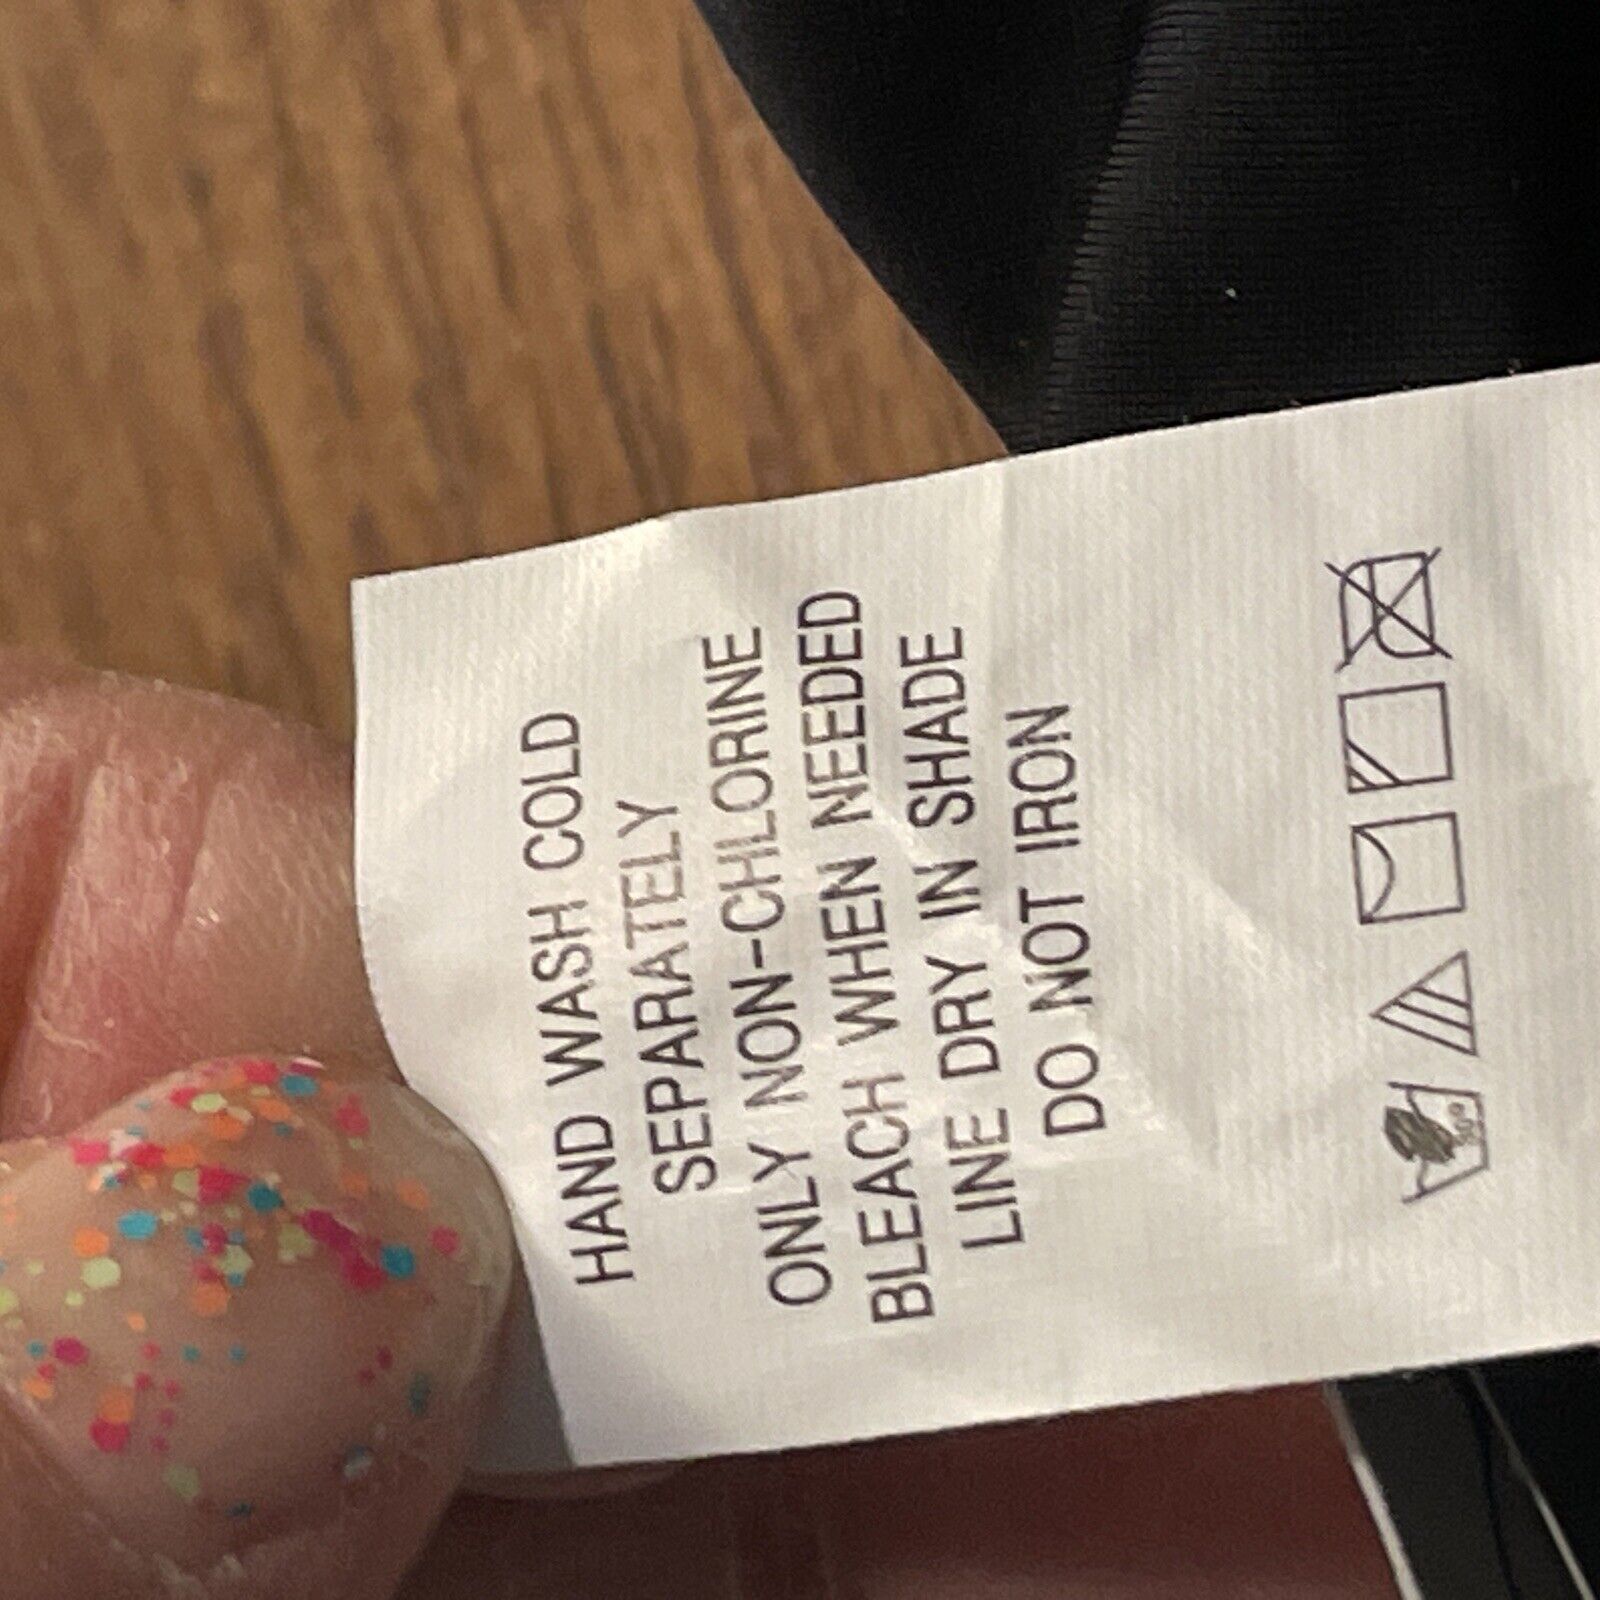 HAND WASH COLD
SEPARATELY
ONLY NON-CHLORINE
BLEACH WHEN NEEDED
LINE DRY IN SHADE
DO NOT IRON